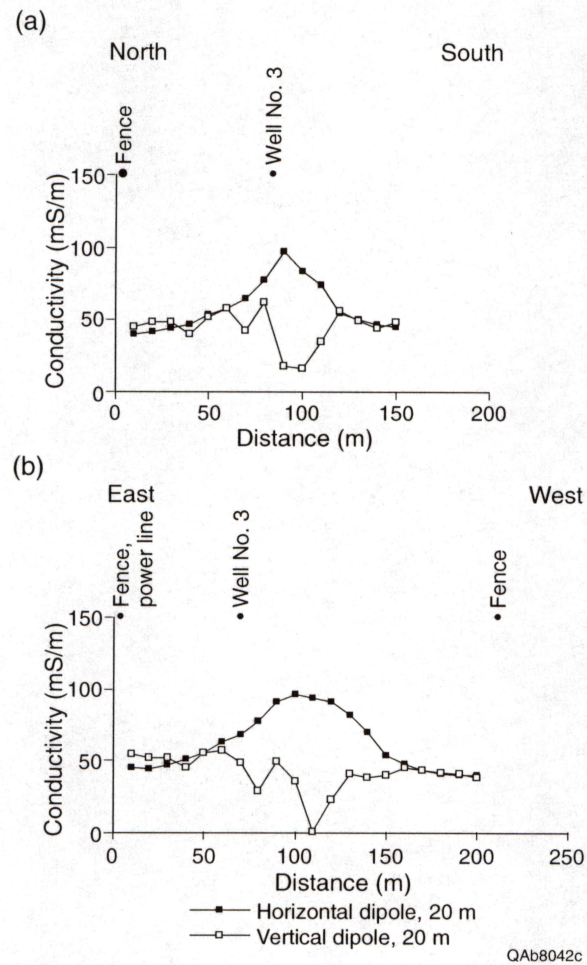 (a)
North South
Fence
Well No. 3
150
100
50
0
Conductivity (mS/m)
0 50 100 150 200
Distance (m)
(b)
East West
Fence,
power line
Well No. 3
Fence
150
100
50
0
Conductivity (mS/m)
0 50 100 150 200 250
Distance (m)
Horizontal dipole, 20 m
Vertical dipole, 20 m
QAb8042c